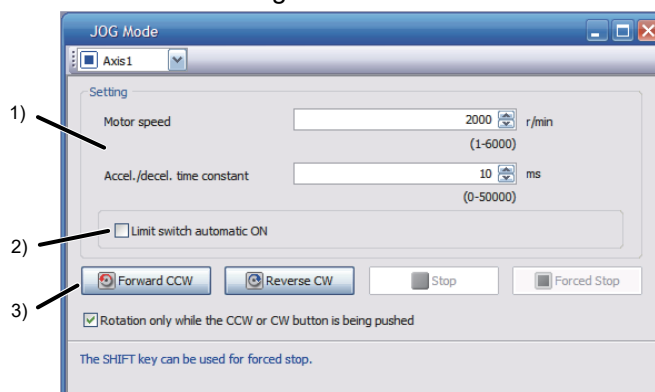 JOG Mode
Axis1
Setting
1)
Motor speed 2000 r/min
(1-6000)
Accel./decel. time constant 10 ms
(0-50000)
2)
Limit switch automatic ON
3)
Forward CCW Reverse CW Stop Forced Stop
Rotation only while the CCW or CW button is being pushed
The SHIFT key can be used for forced stop.